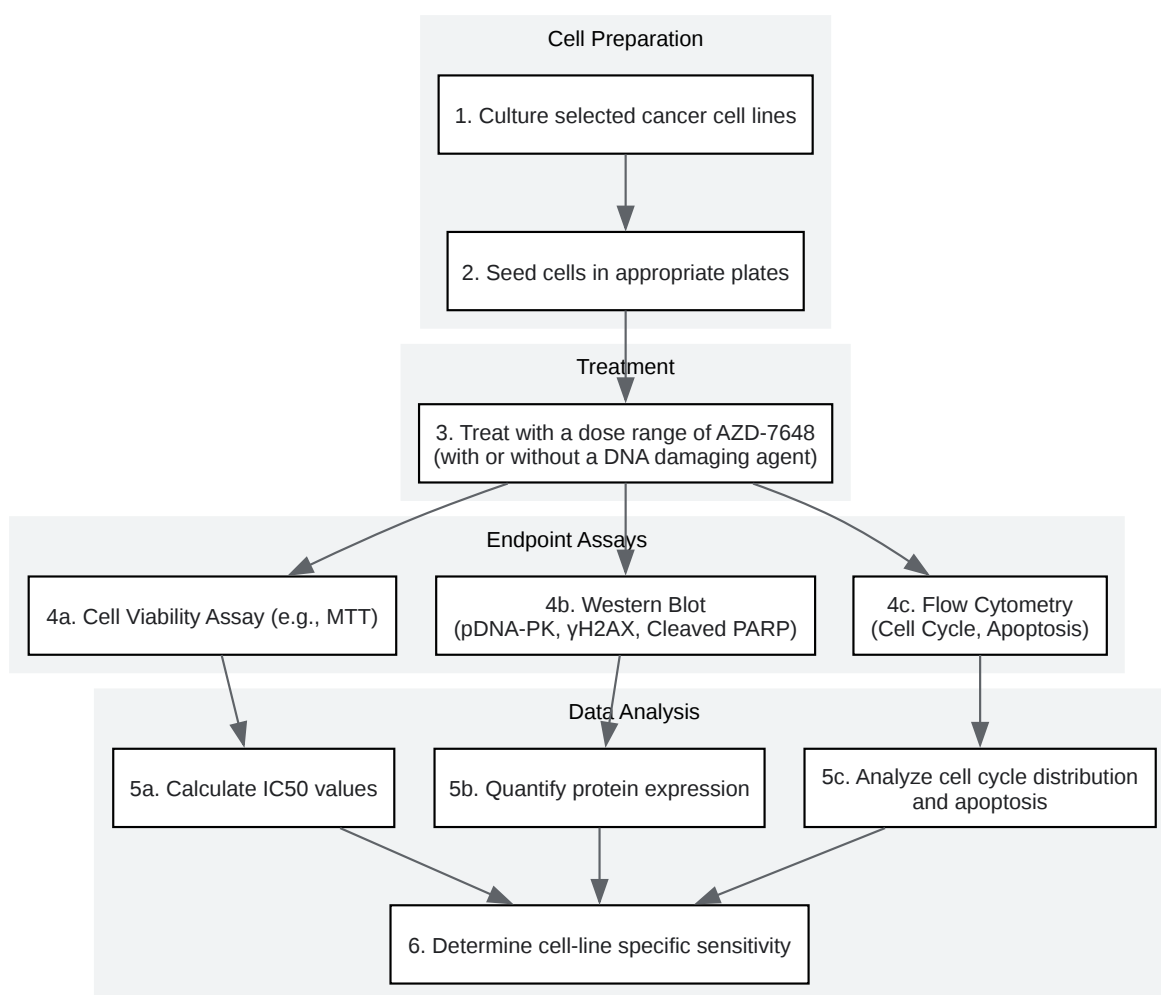 Cell Preparation
1. Culture selected cancer cell lines
2. Seed cells in appropriate plates
Treatment
3. Treat with a dose range of AZD-7648
(with or without a DNA damaging agent)
Endpoint Assays
4a. Cell Viability Assay (e.g., MTT)
4b. Western Blot
(pDNA-PK, γH2AX, Cleaved PARP)
4c. Flow Cytometry
(Cell Cycle, Apoptosis)
Data Analysis
5a. Calculate IC50 values
5b. Quantify protein expression
5c. Analyze cell cycle distribution
and apoptosis
6. Determine cell-line specific sensitivity